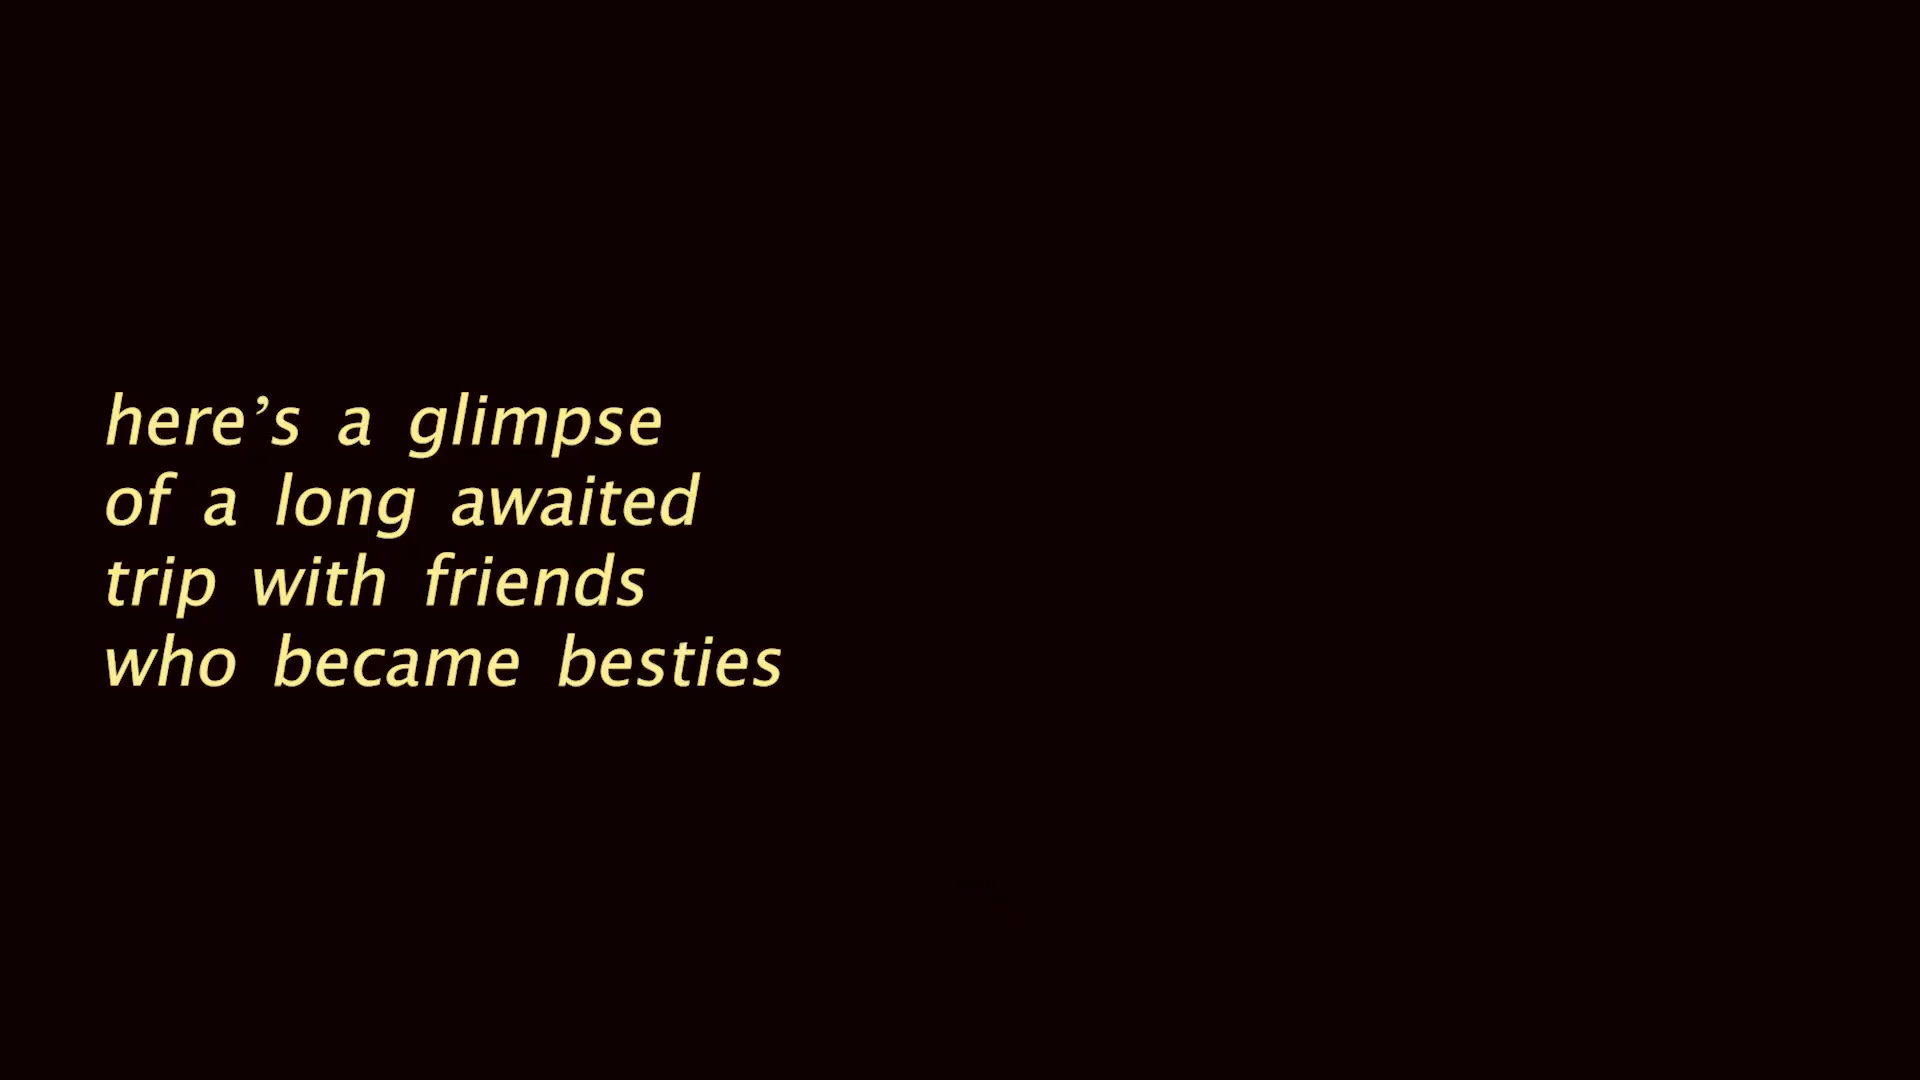 here’s a glimpse
of a long awaited
trip with friends
who became besties